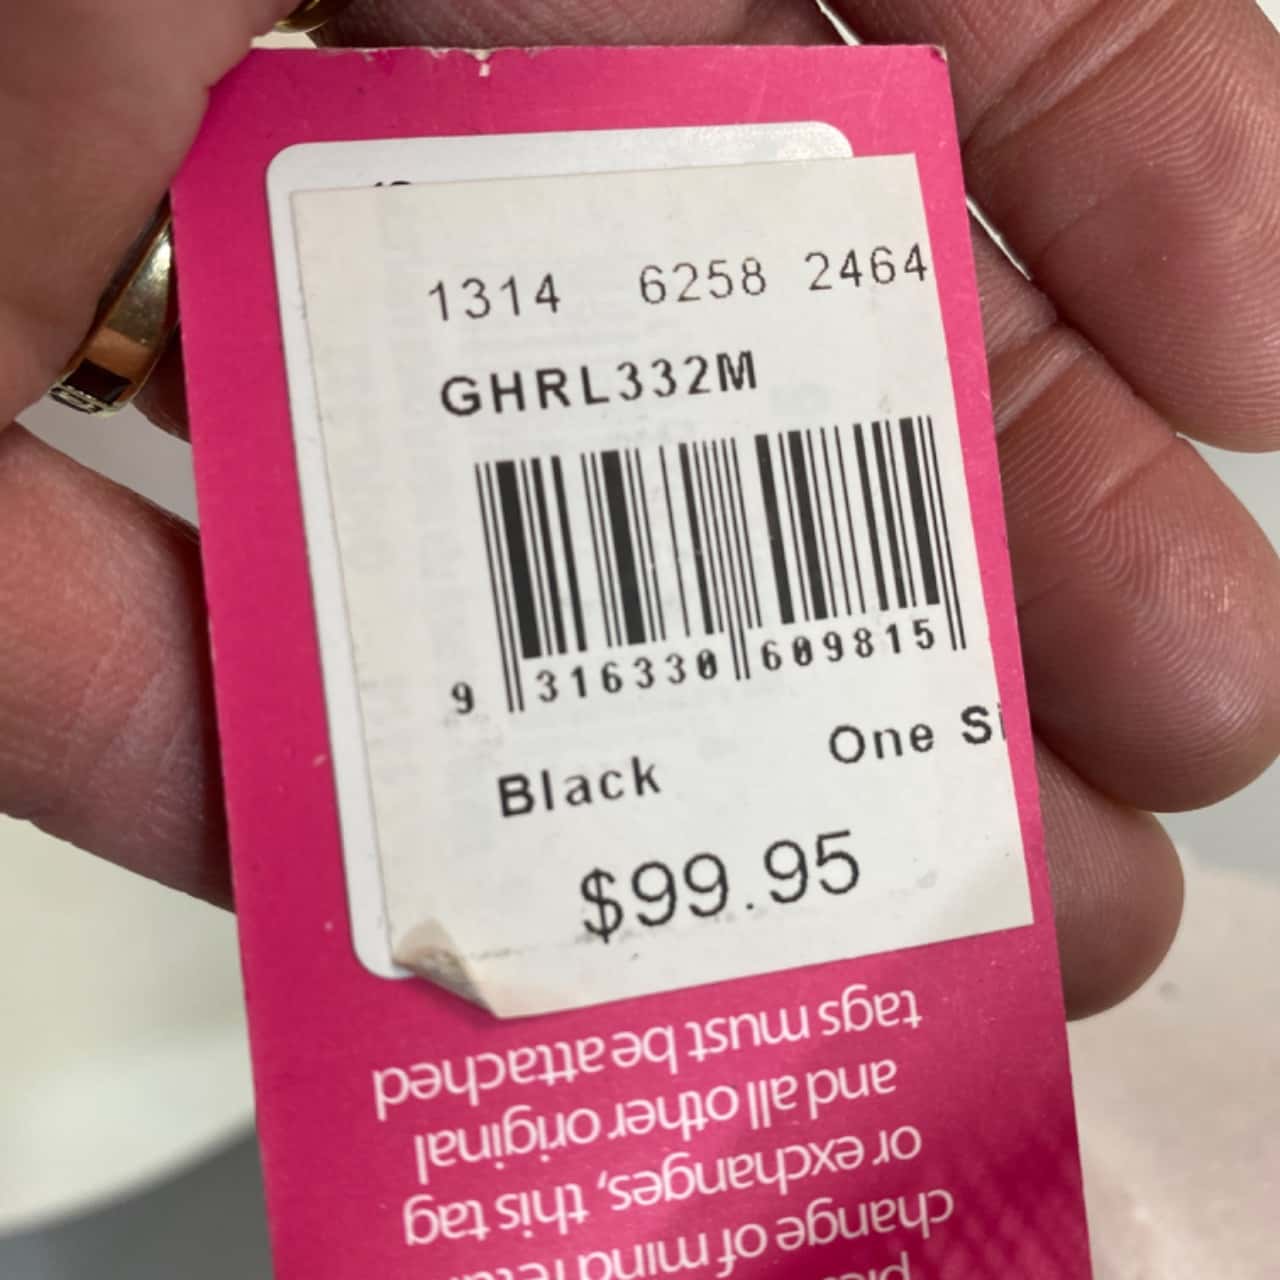 1314 6258 2464
GHRL332M
9 316330 609815
Black One Si
$99.95
change of mind
or exchanges, this tag
and all other original
tags must be attached